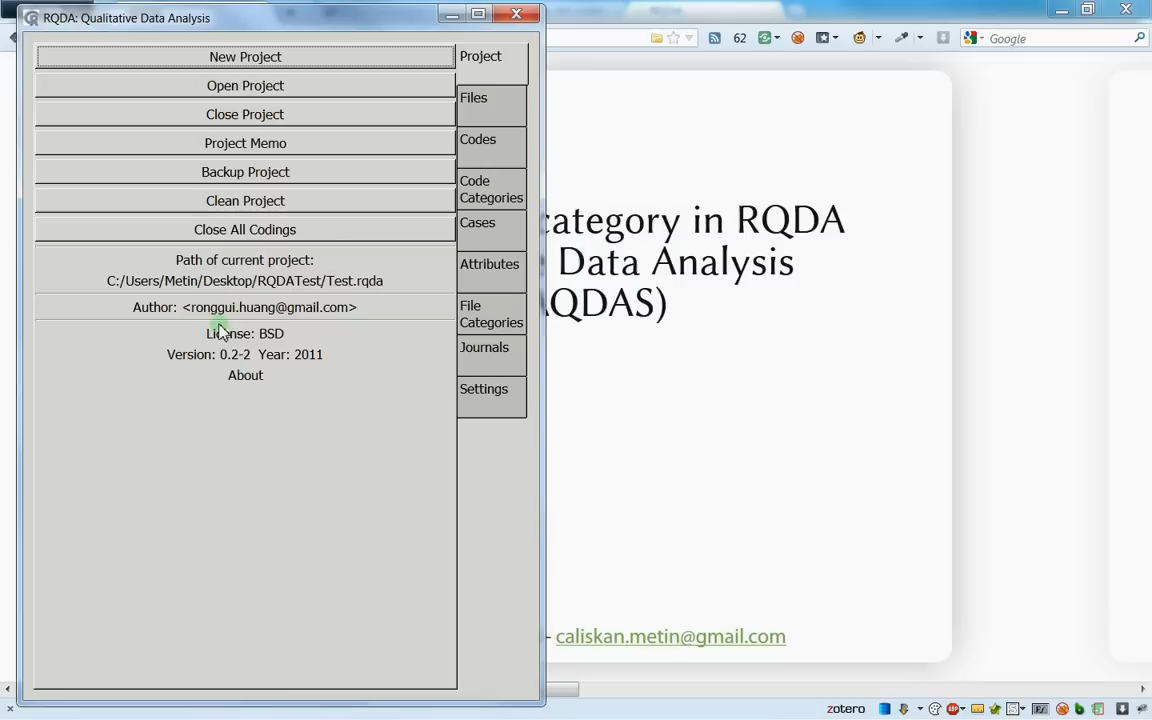 RQDA: Qualitative Data Analysis
New Project
Open Project
Close Project
Project Memo
Backup Project
Clean Project
Close All Codings
Path of current project:
C:/Users/Metin/Desktop/RQDATest/Test.rqda
Author: <ronggui.huang@gmail.com>
License: BSD
Version: 0.2-2 Year: 2011
About
Project
Files
Codes
Code
Categories
Cases
Attributes
File
Categories
Journals
Settings
62
Google
category in RQDA
Data Analysis
AQDAS)
- caliskan.metin@gmail.com
zotero